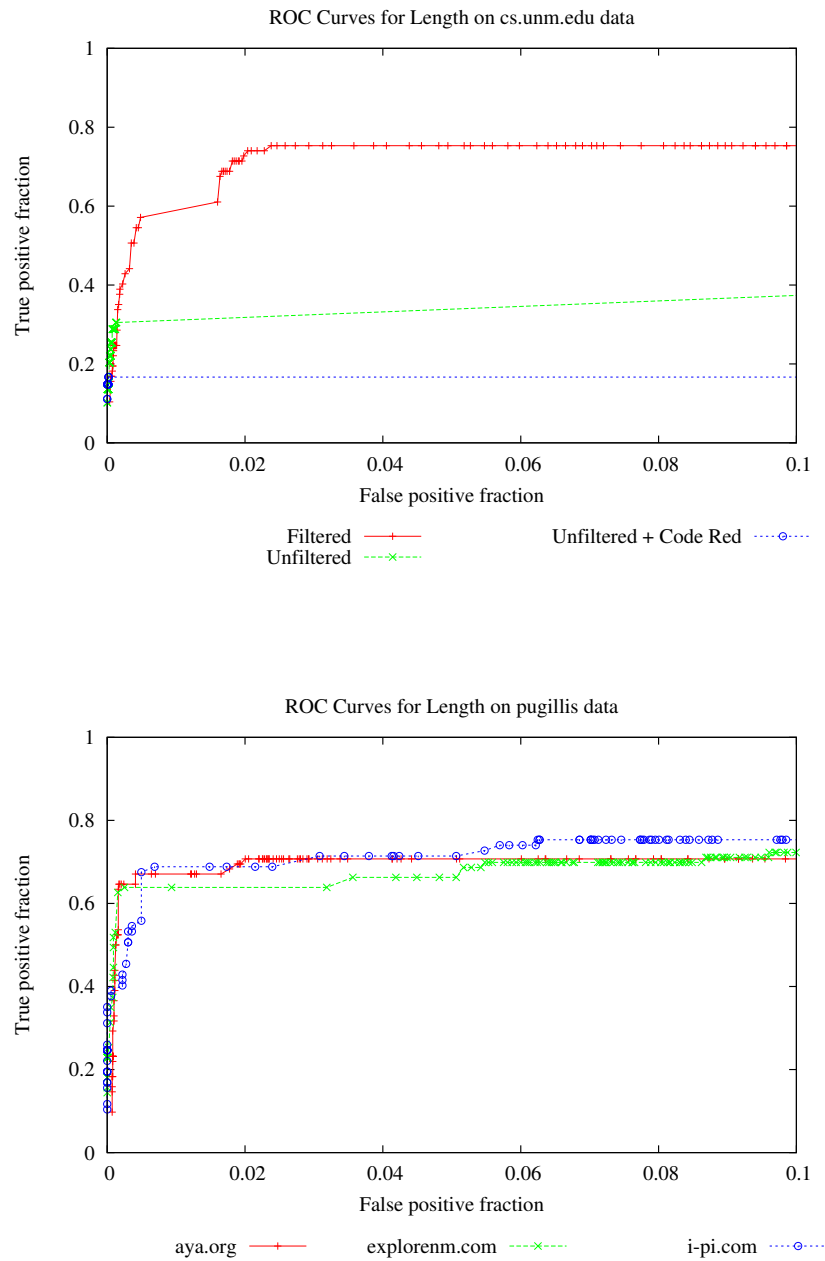 ROC Curves for Length on cs.unm.edu data
1
0.8
0.6
0.4
0.2
0
True positive fraction
0 0.02 0.04 0.06 0.08 0.1
False positive fraction
Filtered Unfiltered + Code Red
Unfiltered
ROC Curves for Length on pugillis data
1
0.8
0.6
0.4
0.2
0
True positive fraction
0 0.02 0.04 0.06 0.08 0.1
False positive fraction
aya.org explorenm.com i-pi.com